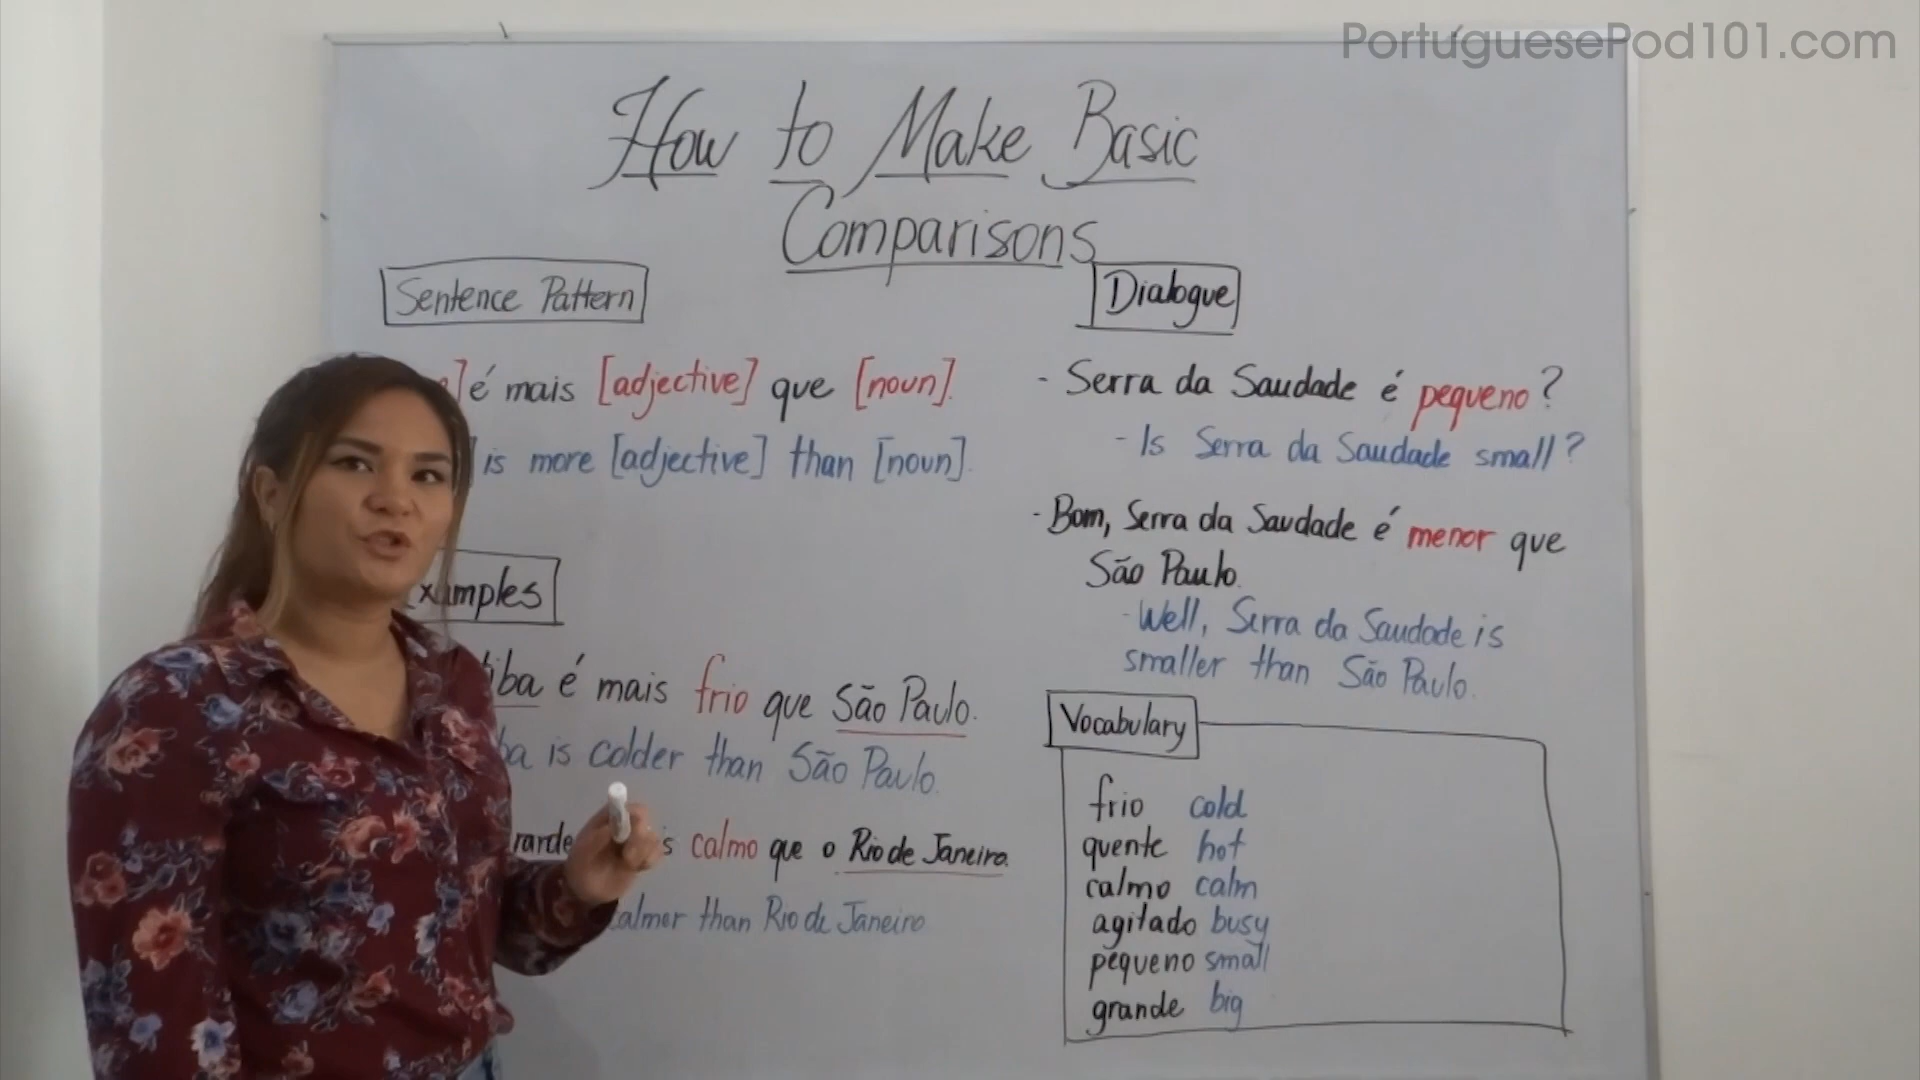 PortuguesePod101.com
How to Make Basic
Comparisons
Sentence Pattern
é mais [adjective] que [noun].
is more [adjective] than [noun].
Examples
é mais frio que São Paulo.
is colder than São Paulo.
calmo que o Rio de Janeiro.
than Rio de Janeiro
Dialogue
- Serra da Saudade é pequeno?
- Is Serra da Saudade small?
- Bom, Serra da Saudade é menor que
São Paulo.
- Well, Serra da Saudade is
smaller than São Paulo.
Vocabulary
frio cold
quente hot
calmo calm
agitado busy
pequeno small
grande big